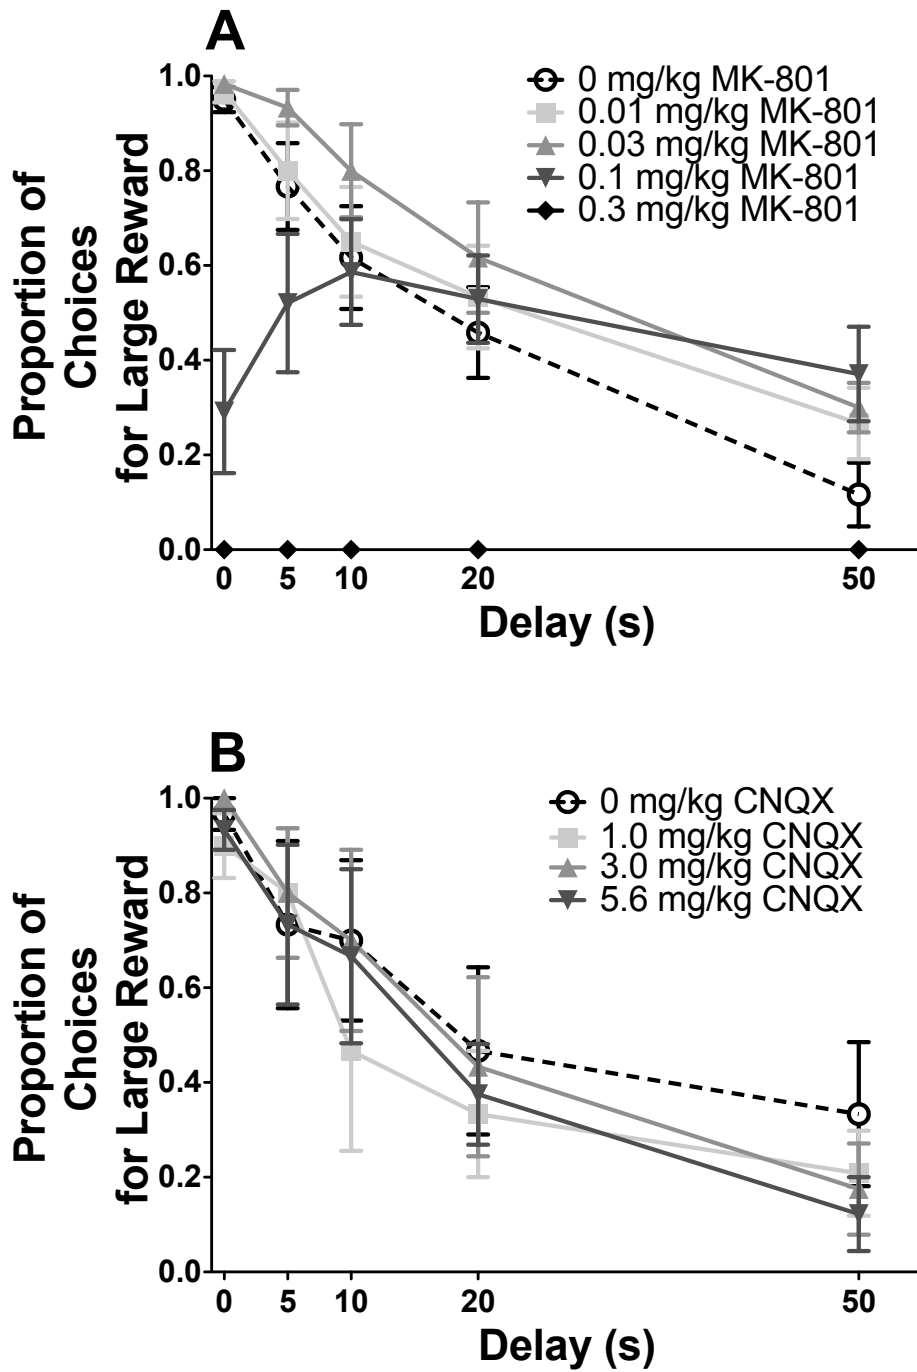 A
0 mg/kg MK-801
0.01 mg/kg MK-801
0.03 mg/kg MK-801
0.1 mg/kg MK-801
0.3 mg/kg MK-801
Proportion of
Choices
for Large Reward
1.0
0.8
0.6
0.4
0.2
0.0
0 5 10 20 50
Delay (s)
B
0 mg/kg CNQX
1.0 mg/kg CNQX
3.0 mg/kg CNQX
5.6 mg/kg CNQX
Proportion of
Choices
for Large Reward
1.0
0.8
0.6
0.4
0.2
0.0
0 5 10 20 50
Delay (s)